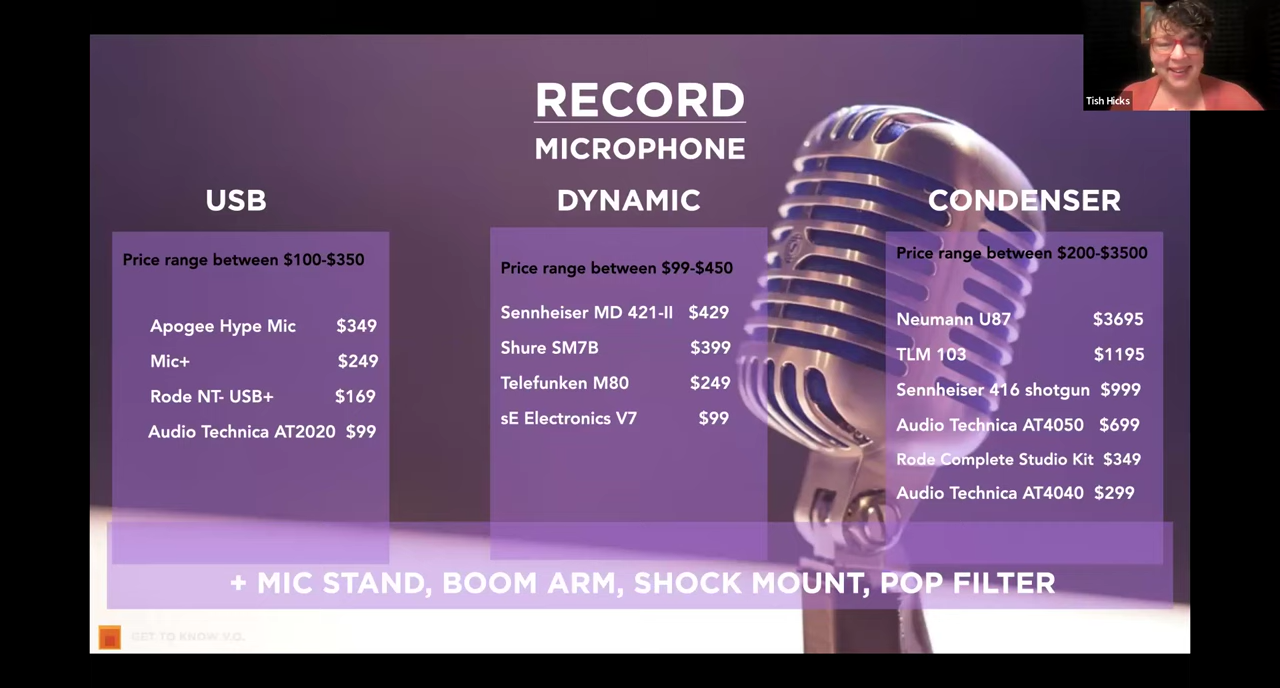 Tish Hicks
RECORD
MICROPHONE
USB
Price range between $100-$350
Apogee Hype Mic $349
Mic+ $249
Rode NT- USB+ $169
Audio Technica AT2020 $99
DYNAMIC
Price range between $99-$450
Sennheiser MD 421-II $429
Shure SM7B $399
Telefunken M80 $249
sE Electronics V7 $99
CONDENSER
Price range between $200-$3500
Neumann U87 $3695
TLM 103 $1195
Sennheiser 416 shotgun $999
Audio Technica AT4050 $699
Rode Complete Studio Kit $349
Audio Technica AT4040 $299
+ MIC STAND, BOOM ARM, SHOCK MOUNT, POP FILTER
GET TO KNOW V.O.